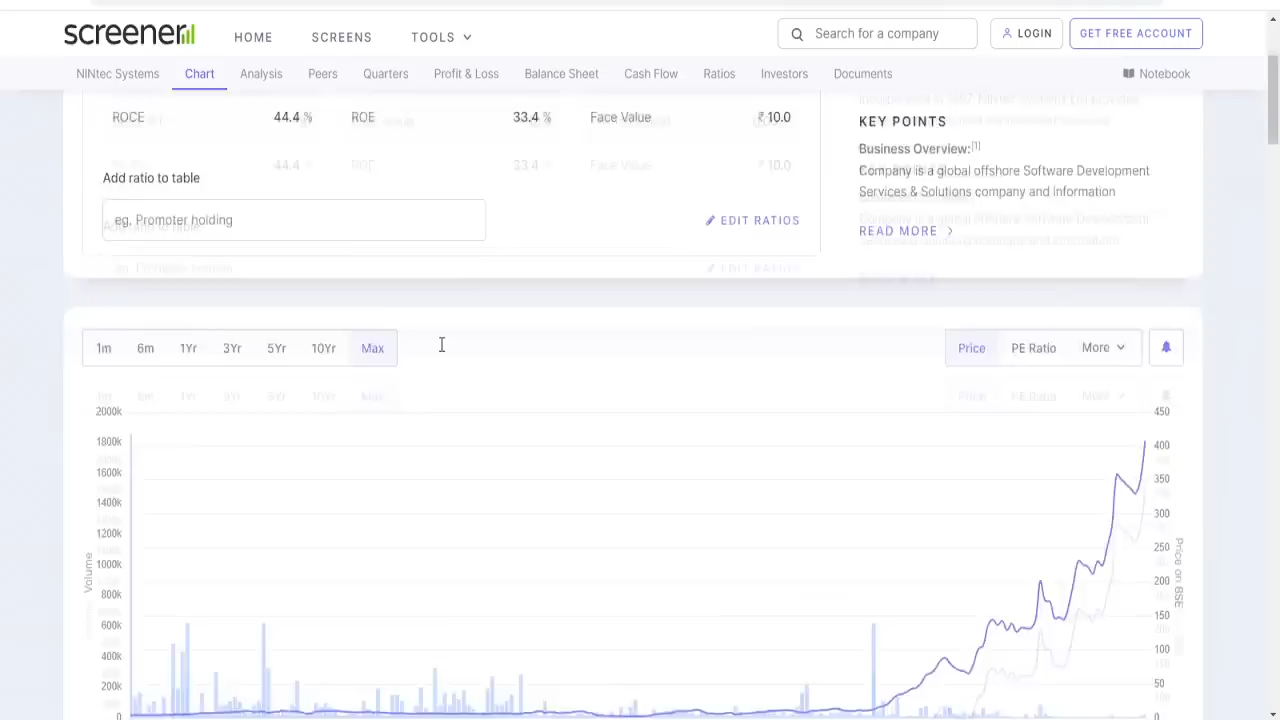 screener
HOME SCREENS TOOLS
Search for a company
LOGIN
GET FREE ACCOUNT
NINtec Systems Chart Analysis Peers Quarters Profit & Loss Balance Sheet Cash Flow Ratios Investors Documents Notebook
ROCE 44.4 % ROE 33.4 % Face Value ₹ 10.0
Add ratio to table
eg. Promoter holding
EDIT RATIOS
KEY POINTS
Business Overview:[1]
Company is a global offshore Software Development
Services & Solutions company and Information
READ MORE
1m 6m 1Yr 3Yr 5Yr 10Yr Max
Price PE Ratio More
2000k 450
1800k 400
1600k 350
1400k 300
1200k 250
1000k 200
800k 150
600k 100
400k 50
200k 0
0
Volume
Price on BSE